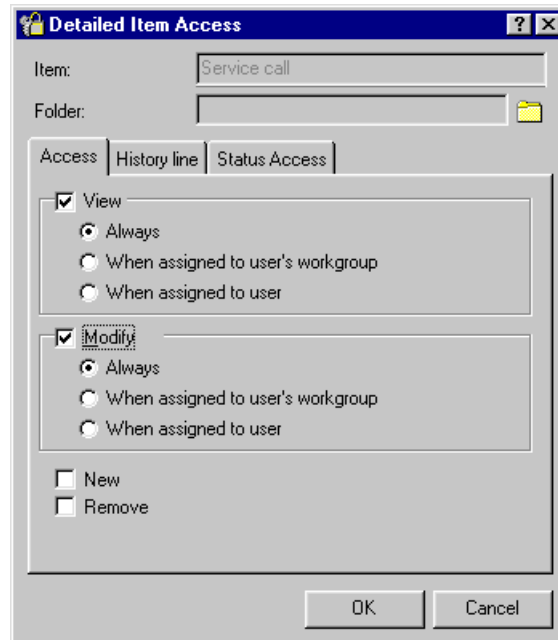 Detailed Item Access
Item: Service call
Folder:
Access History line Status Access
View
Always
When assigned to user's workgroup
When assigned to user
Modify
Always
When assigned to user's workgroup
When assigned to user
New
Remove
OK Cancel